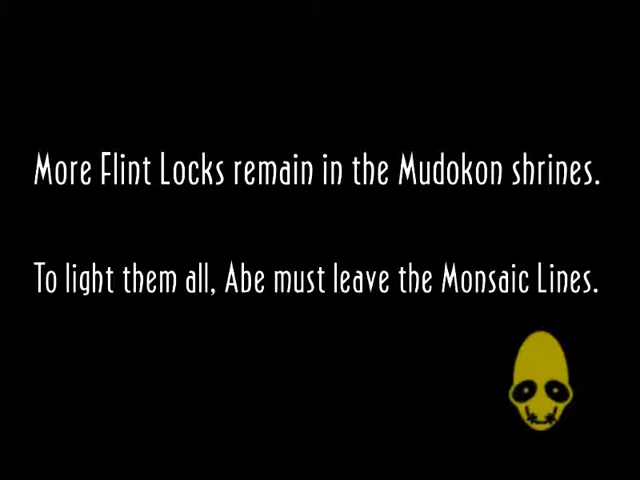 More Flint Locks remain in the Mudokon shrines.
To light them all, Abe must leave the Monsaic Lines.